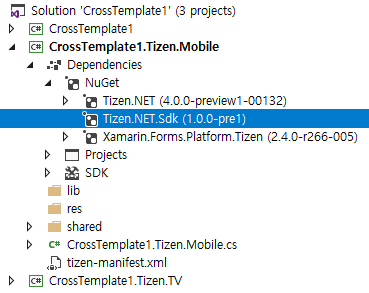 Solution 'CrossTemplate1' (3 projects)
C# CrossTemplate1
C# CrossTemplate1.Tizen.Mobile
Dependencies
NuGet
Tizen.NET (4.0.0-preview1-00132)
Tizen.NET.Sdk (1.0.0-pre1)
Xamarin.Forms.Platform.Tizen (2.4.0-r266-005)
Projects
SDK
lib
res
shared
C# CrossTemplate1.Tizen.Mobile.cs
tizen-manifest.xml
C# CrossTemplate1.Tizen.TV